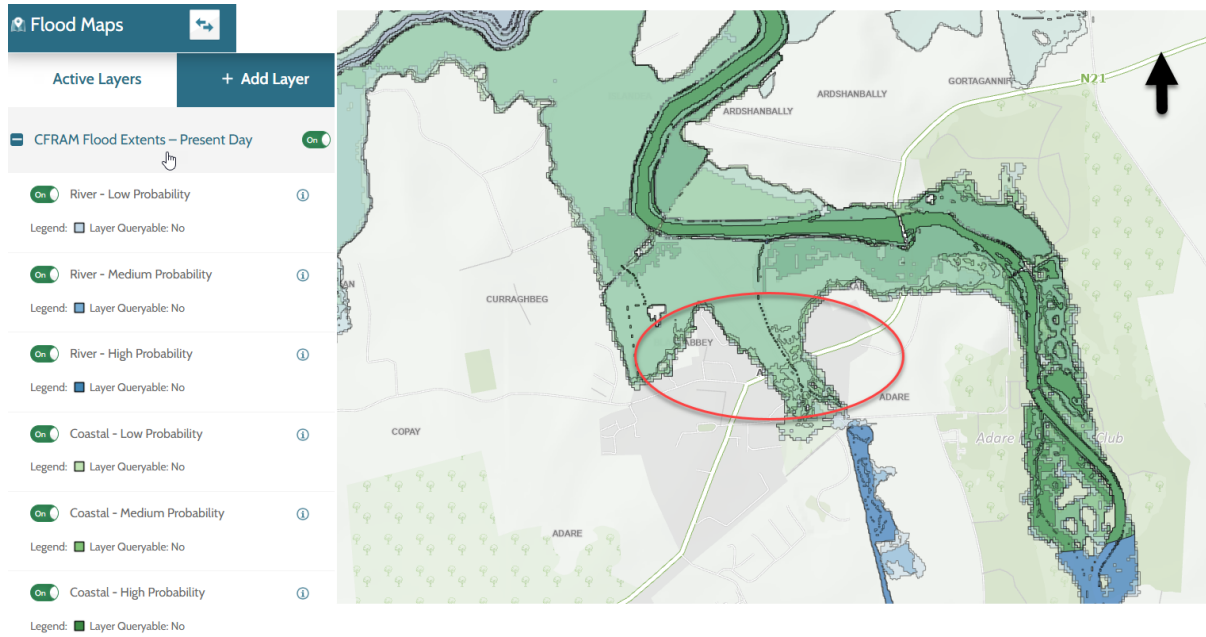 Flood Maps
Active Layers
+ Add Layer
CFRAM Flood Extents – Present Day
On
On
River - Low Probability
Legend:
Layer Queryable: No
On
River - Medium Probability
Legend:
Layer Queryable: No
On
River - High Probability
Legend:
Layer Queryable: No
On
Coastal - Low Probability
Legend:
Layer Queryable: No
On
Coastal - Medium Probability
Legend:
Layer Queryable: No
On
Coastal - High Probability
Legend:
Layer Queryable: No
GORTAGANNIF
N21
ARDSHANBALLY
ARDSHANBALLY
AN
CURRAGHBEG
ABBEY
ADARE
COPAY
Adare
Club
ADARE